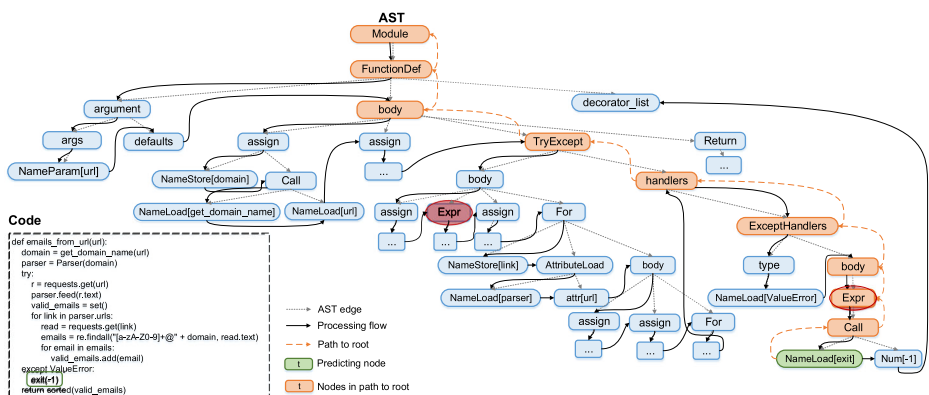 AST
Module
FunctionDef
argument
body
decorator_list
args
defaults
assign
assign
TryExcept
Return
NameParam[url]
NameStore[domain]
Call
...
body
handlers
...
NameLoad[get_domain_name]
NameLoad[url]
assign
Expr
assign
For
ExceptHandlers
...
...
...
NameStore[link]
AttributeLoad
body
type
body
NameLoad[parser]
attr[url]
NameLoad[ValueError]
Expr
assign
assign
For
Call
...
...
...
NameLoad[exit]
Num[-1]
Code
def emails_from_url(url):
domain = get_domain_name(url)
parser = Parser(domain)
try:
r = requests.get(url)
parser.feed(r.text)
valid_emails = set()
for link in parser.urls:
read = requests.get(link)
emails = re.findall("[a-zA-Z0-9]+@" + domain, read.text)
for email in emails:
valid_emails.add(email)
except ValueError:
exit(-1)
return sorted(valid_emails)
AST edge
Processing flow
Path to root
t Predicting node
t Nodes in path to root